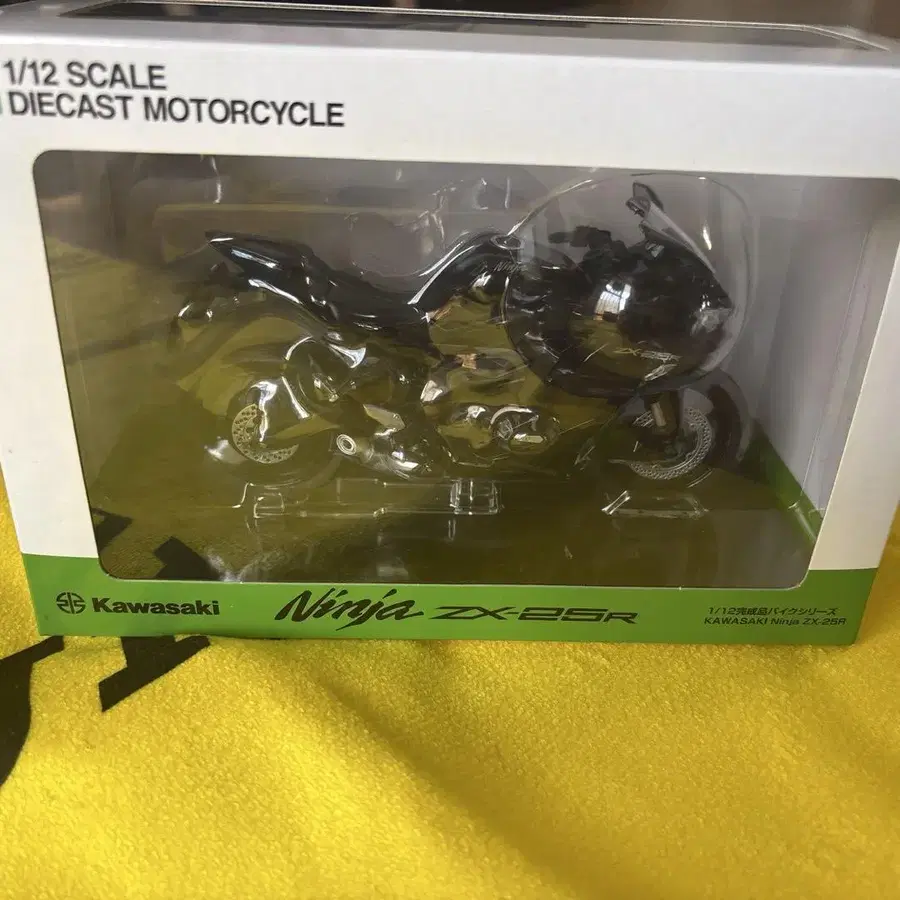 1/12 SCALE
DIECAST MOTORCYCLE
Ninja
ZX-25R
Kawasaki
Ninja ZX-25R
1/12完成品バイクシリーズ
KAWASAKI Ninja ZX-25R